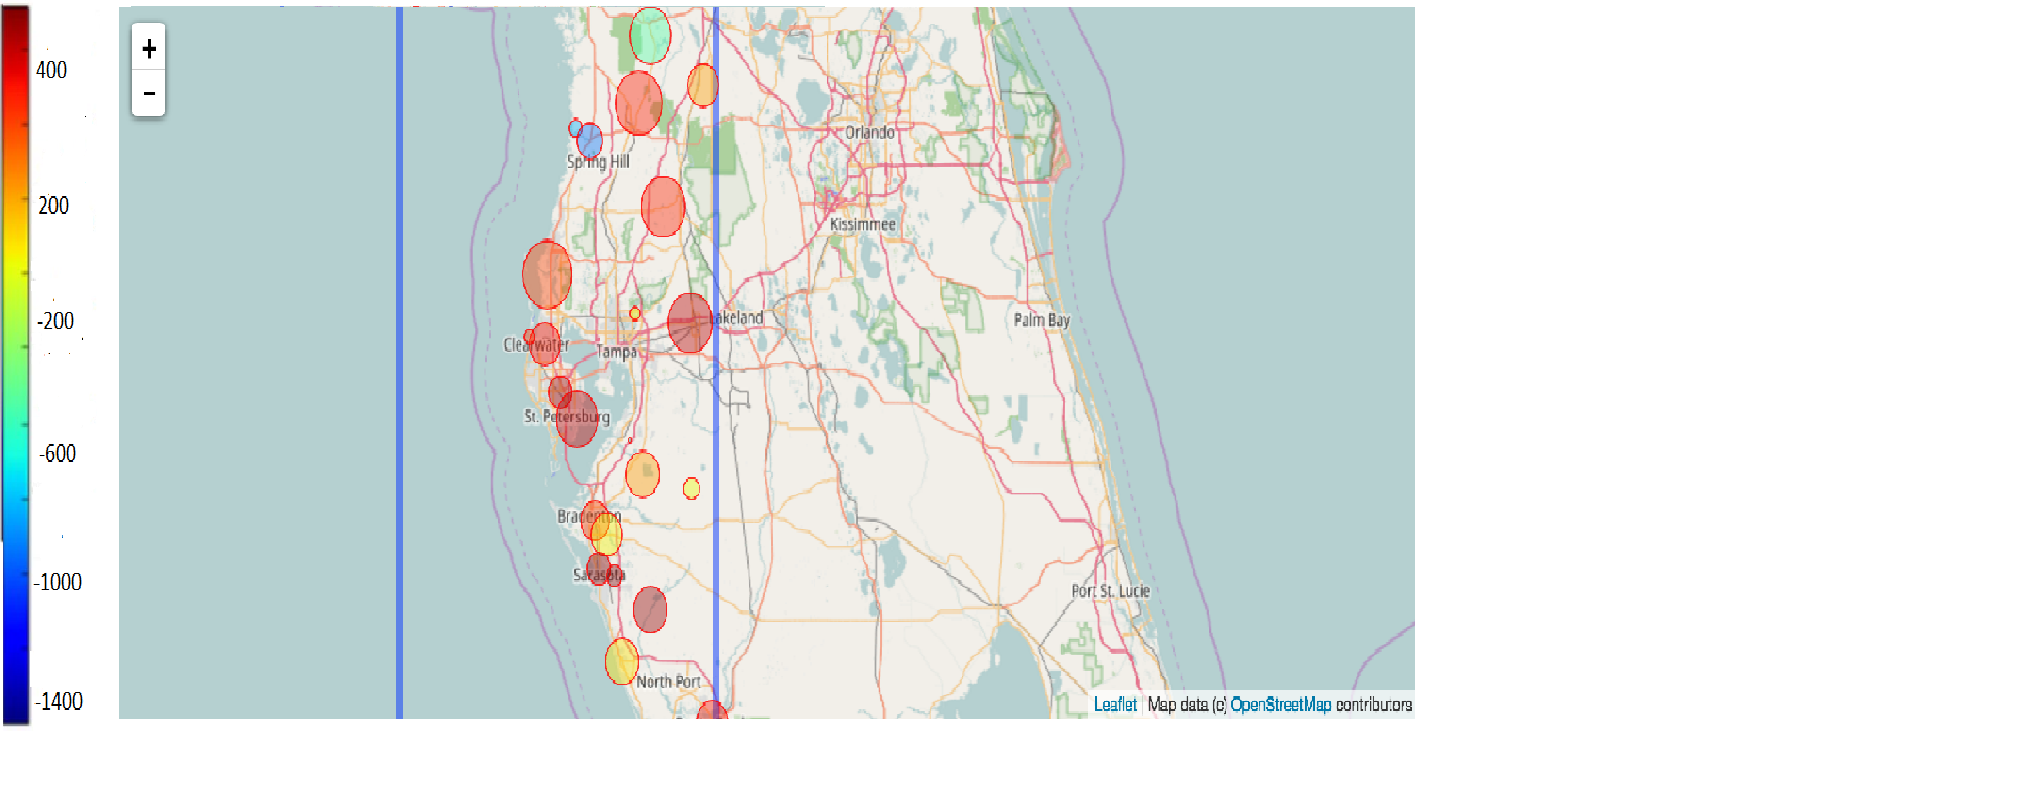 400
200
-200
-600
-1000
-1400
+
-
Orlando
Spring Hill
Kissimmee
Lakeland
Palm Bay
Clearwater
Tampa
St. Petersburg
Bradenton
Sarasota
Port St. Lucie
North Port
Leaflet | Map data (c) OpenStreetMap contributors